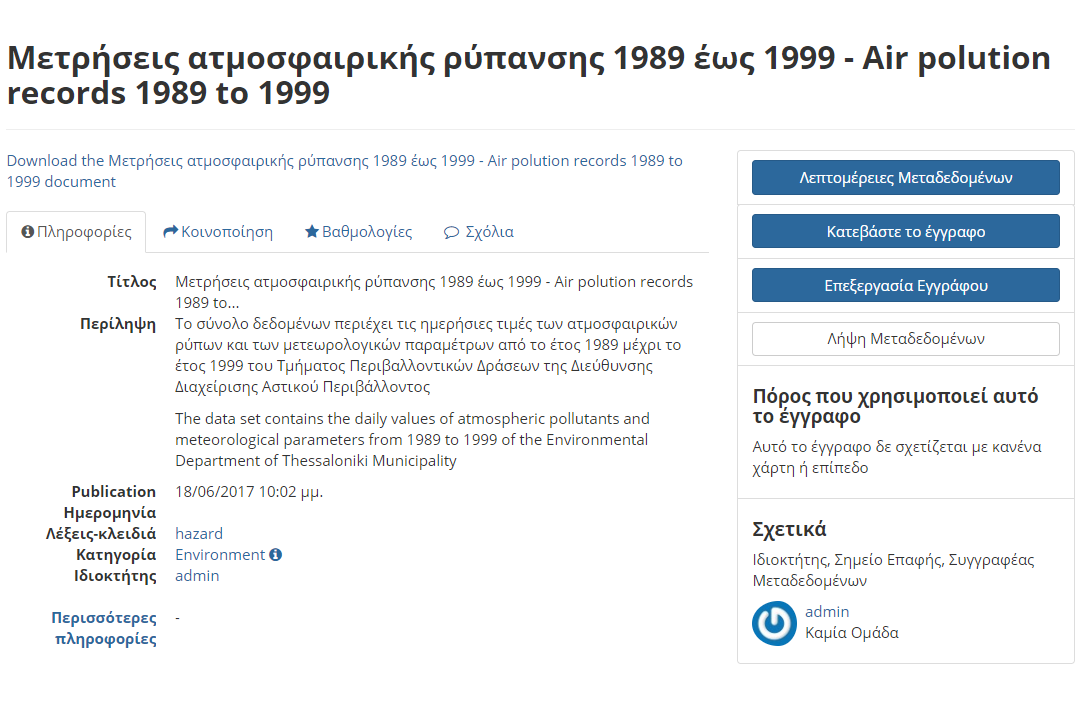 Μετρήσεις ατμοσφαιρικής ρύπανσης 1989 έως 1999 - Air polution
records 1989 to 1999
Download the Μετρήσεις ατμοσφαιρικής ρύπανσης 1989 έως 1999 - Air polution records 1989 to
1999 document
Πληροφορίες Κοινοποίηση Βαθμολογίες Σχόλια
Τίτλος Μετρήσεις ατμοσφαιρικής ρύπανσης 1989 έως 1999 - Air polution records
1989 to...
Περίληψη Το σύνολο δεδομένων περιέχει τις ημερήσιες τιμές των ατμοσφαιρικών
ρύπων και των μετεωρολογικών παραμέτρων από το έτος 1989 μέχρι το
έτος 1999 του Τμήματος Περιβαλλοντικών Δράσεων της Διεύθυνσης
Διαχείρισης Αστικού Περιβάλλοντος
The data set contains the daily values of atmospheric pollutants and
meteorological parameters from 1989 to 1999 of the Environmental
Department of Thessaloniki Municipality
Publication 18/06/2017 10:02 μμ.
Ημερομηνία
Λέξεις-κλειδιά hazard
Κατηγορία Environment
Ιδιοκτήτης admin
Περισσότερες -
πληροφορίες
Λεπτομέρειες Μεταδεδομένων
Κατεβάστε το έγγραφο
Επεξεργασία Εγγράφου
Λήψη Μεταδεδομένων
Πόρος που χρησιμοποιεί αυτό
το έγγραφο
Αυτό το έγγραφο δε σχετίζεται με κανένα
χάρτη ή επίπεδο
Σχετικά
Ιδιοκτήτης, Σημείο Επαφής, Συγγραφέας
Μεταδεδομένων
admin
Καμία Ομάδα